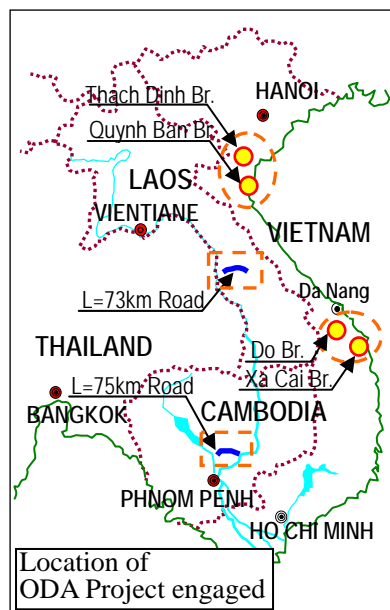 Thach Dinh Br.
HANOI
Quynh Ban Br.
LAOS
VIENTIANE
VIETNAM
L=73km Road
Da Nang
THAILAND
Do Br.
Xa Cai Br.
L=75km Road
BANGKOK
CAMBODIA
PHNOM PENH
HO CHI MINH
Location of
ODA Project engaged